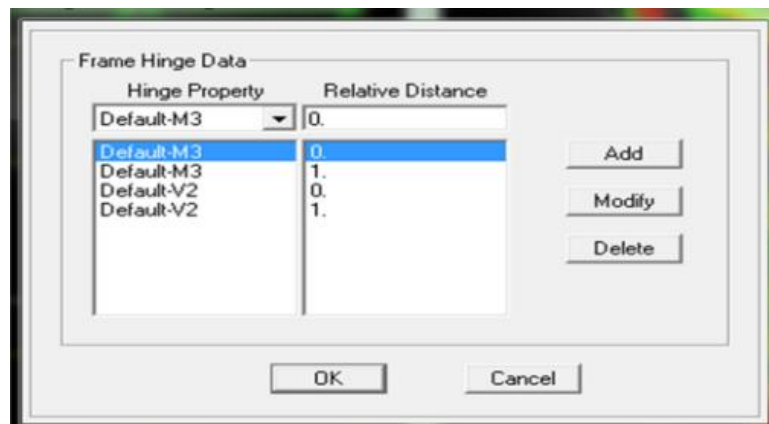 Frame Hinge Data
Hinge Property Relative Distance
Default-M3 0.
Default-M3 0.
Default-M3 1.
Default-V2 0.
Default-V2 1.
Add
Modify
Delete
OK Cancel